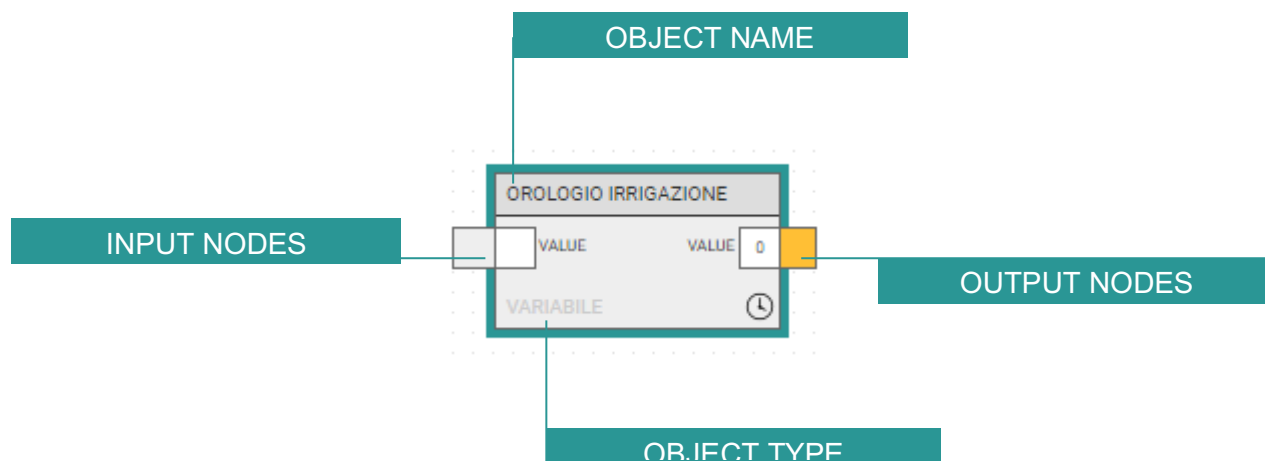 OBJECT NAME
OROLOGIO IRRIGAZIONE
INPUT NODES
VALUE
VALUE
0
OUTPUT NODES
VARIABILE
OBJECT TYPE